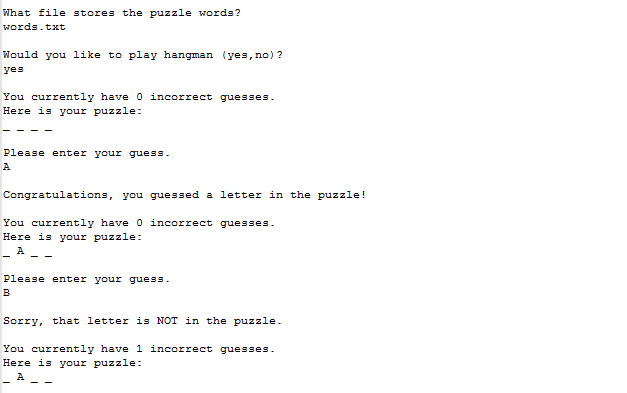 What file stores the puzzle words?
words.txt
Would you like to play hangman (yes,no)?
yes
You currently have 0 incorrect guesses.
Here is your puzzle:
_ _ _ _
Please enter your guess.
A
Congratulations, you guessed a letter in the puzzle!
You currently have 0 incorrect guesses.
Here is your puzzle:
_ A _ _
Please enter your guess.
B
Sorry, that letter is NOT in the puzzle.
You currently have 1 incorrect guesses.
Here is your puzzle:
_ A _ _